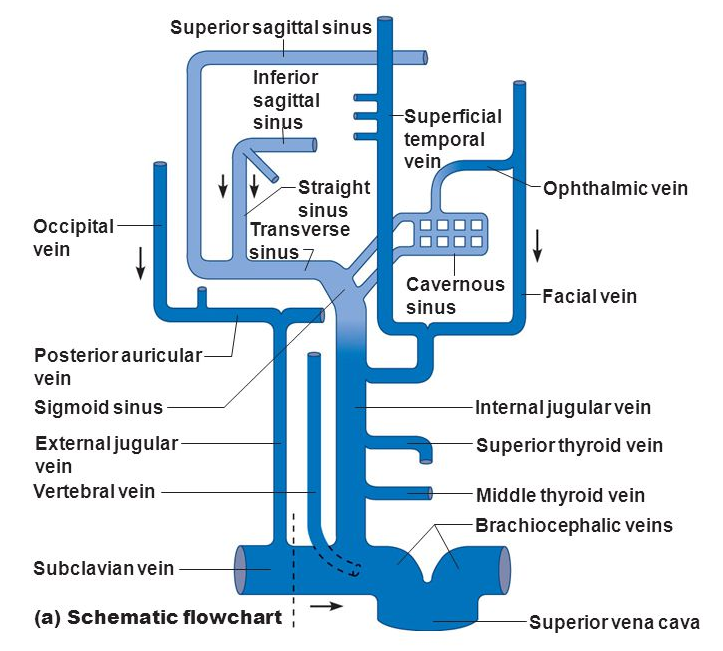 Superior sagittal sinus
Inferior
sagittal
sinus
Superficial
temporal
vein
Straight
sinus
Ophthalmic vein
Occipital
vein
Transverse
sinus
Cavernous
sinus
Facial vein
Posterior auricular
vein
Sigmoid sinus
Internal jugular vein
External jugular
vein
Superior thyroid vein
Vertebral vein
Middle thyroid vein
Brachiocephalic veins
Subclavian vein
(a) Schematic flowchart
Superior vena cava